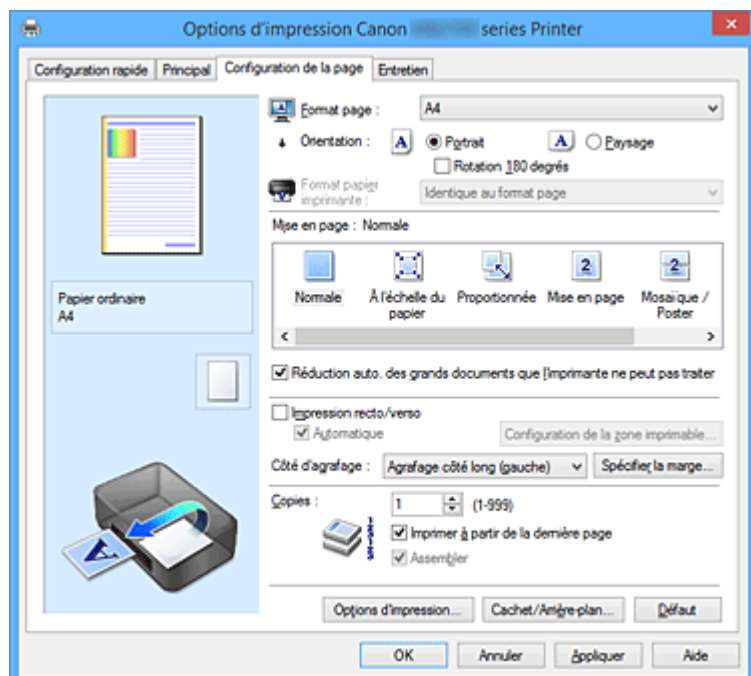 Options d'impression Canon series Printer
Configuration rapide Principal Configuration de la page Entretien
Format page : A4
Orientation : A Portrait A Paysage
Rotation 180 degrés
Format papier imprimante : Identique au format page
Mise en page : Normale
2 2
Normale À l'échelle du papier Proportionnée Mise en page Mosaïque / Poster
Papier ordinaire
A4
Réduction auto. des grands documents que l'imprimante ne peut pas traiter
Impression recto/verso
Automatique Configuration de la zone imprimable...
Côté d'agrafage : Agrafage côté long (gauche) Spécifier la marge...
Copies : 1 (1-999)
Imprimer à partir de la dernière page
Assembler
A
Options d'impression... Cachet/Arrière-plan... Défaut
OK Annuler Appliquer Aide